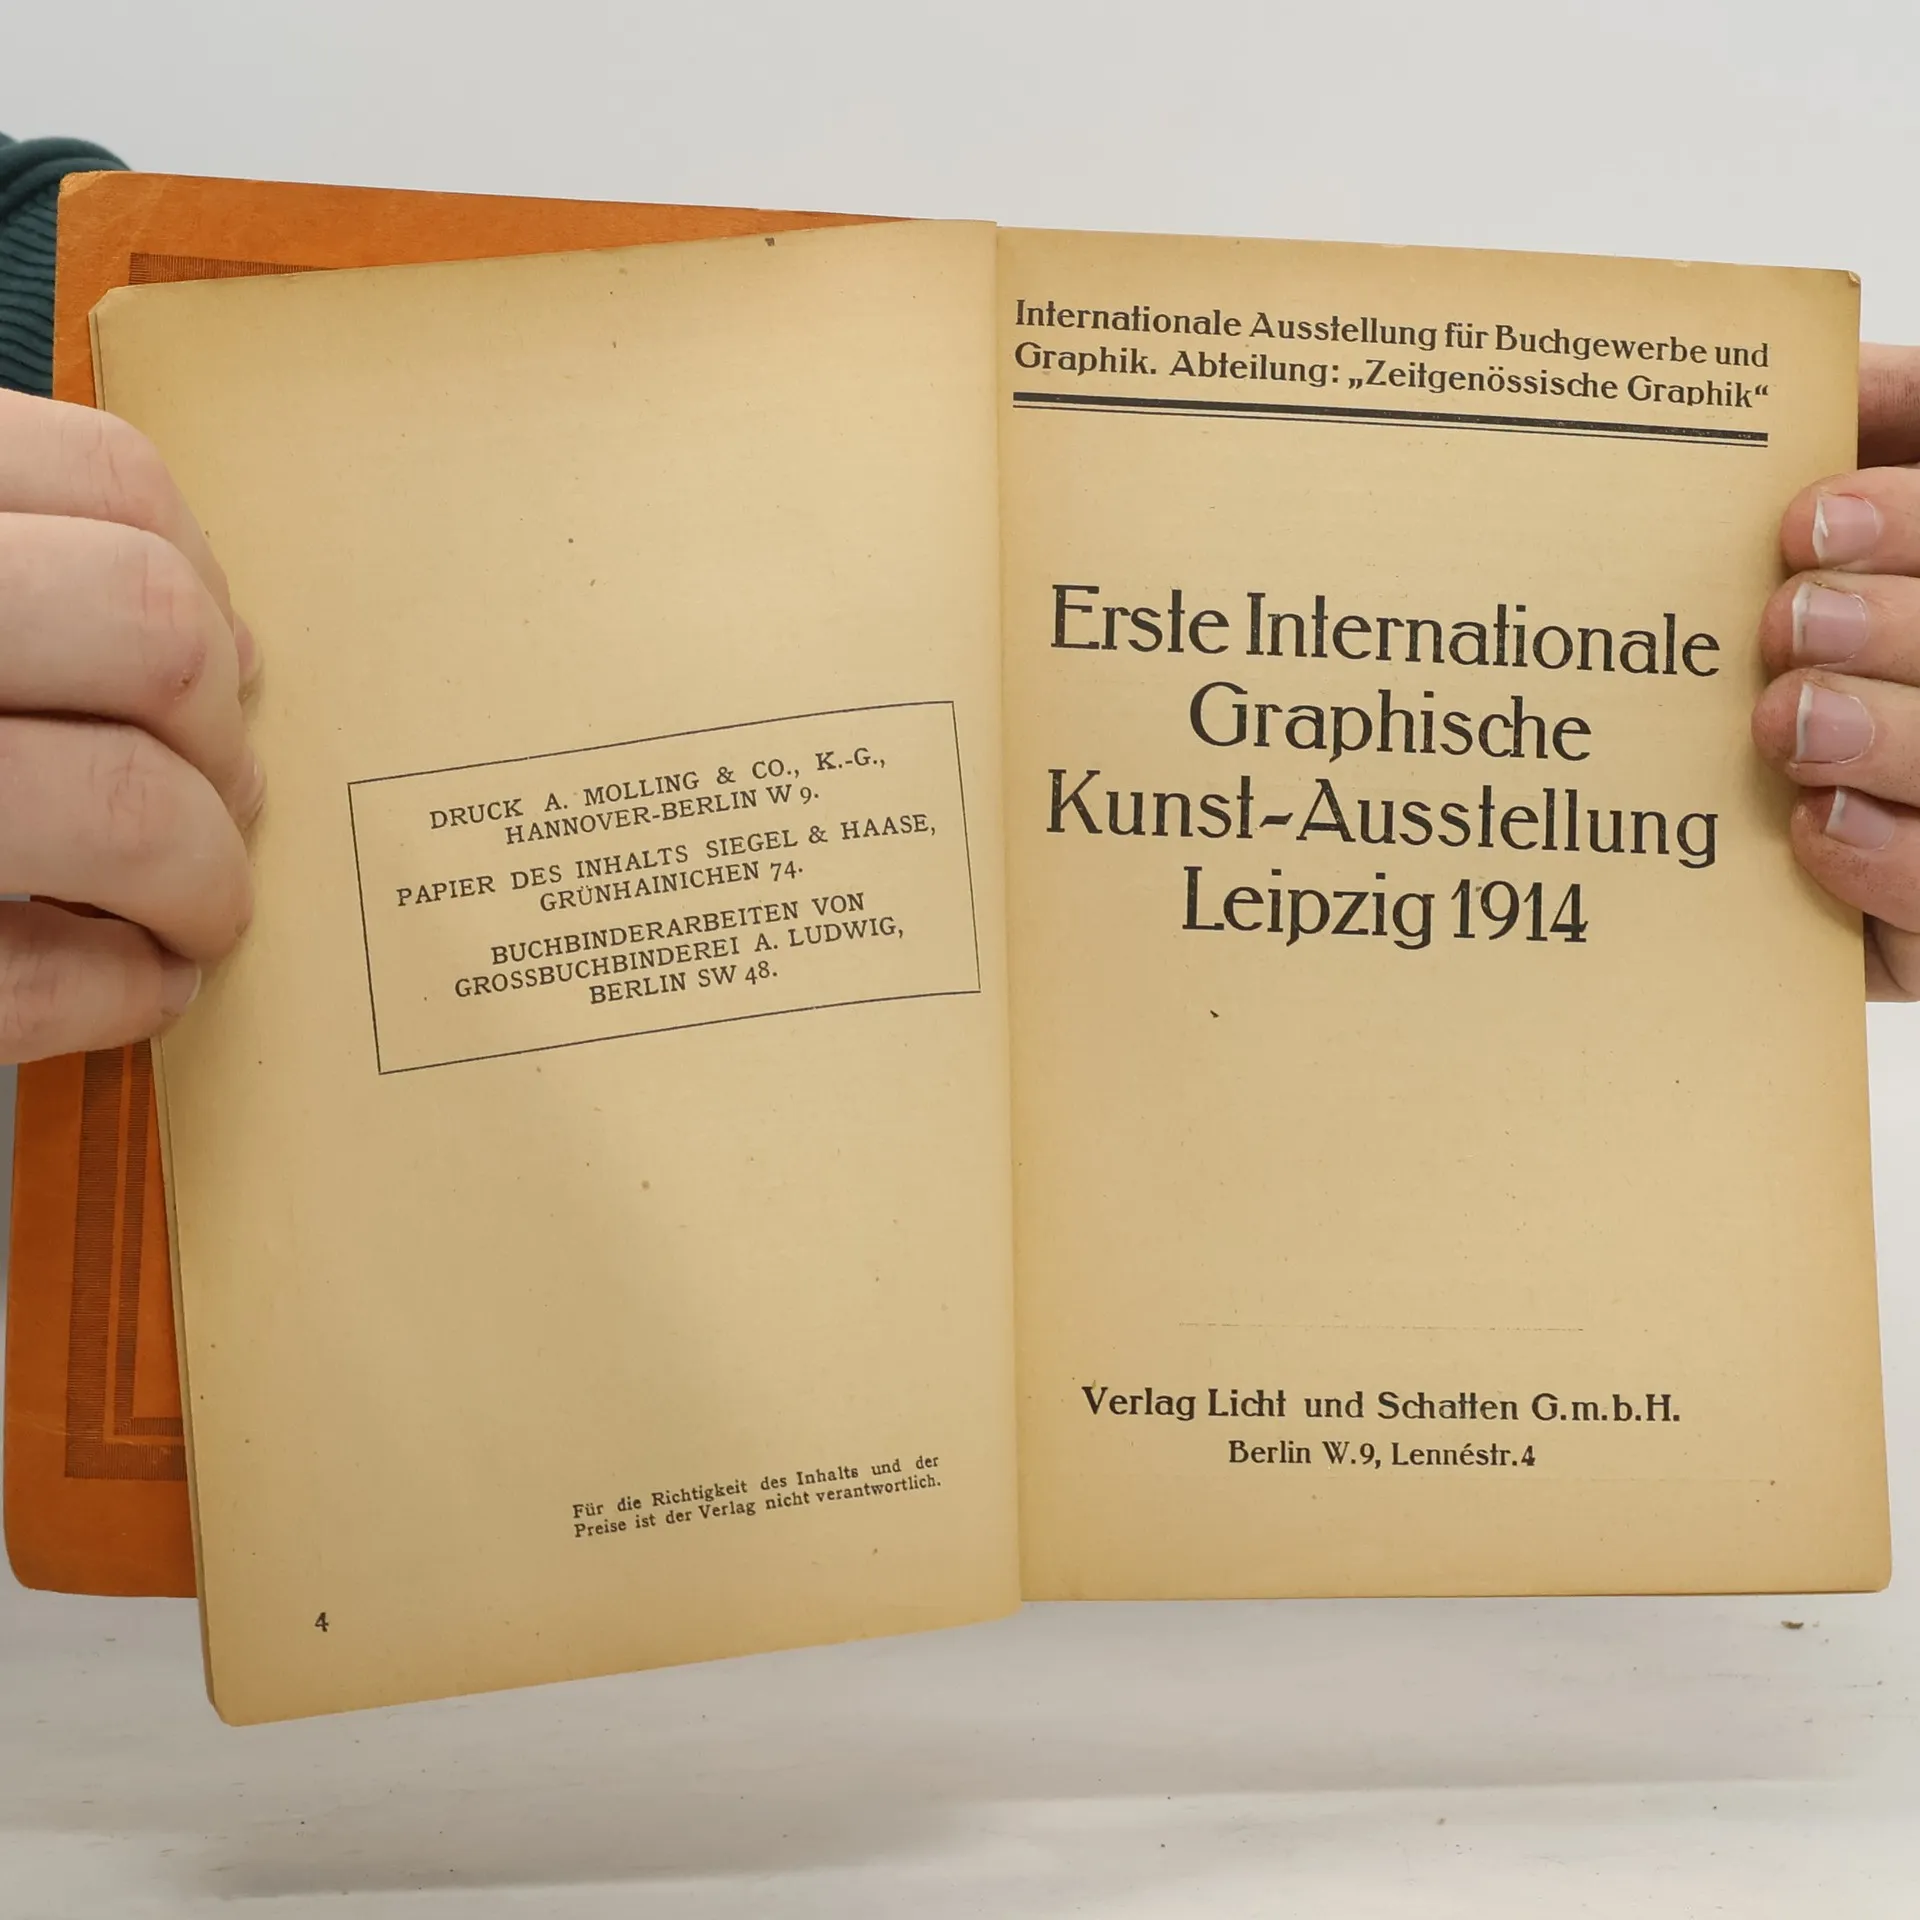 DRUCK A. MOLLING & CO., K.-G.,
HANNOVER-BERLIN W 9.
PAPIER DES INHALTS SIEGEL & HAASE,
GRÜNHAINICHEN 74.
BUCHBINDERARBEITEN VON
GROSSBUCHBINDEREI A. LUDWIG,
BERLIN SW 48.
Für die Richtigkeit des Inhalts und der
Preise ist der Verlag nicht verantwortlich.
4
Internationale Ausstellung für Buchgewerbe und
Graphik. Abteilung: „Zeitgenössische Graphik“
Erste Internationale
Graphische
Kunst-Ausstellung
Leipzig 1914
Verlag Licht und Schatten G.m.b.H.
Berlin W.9, Lennéstr.4